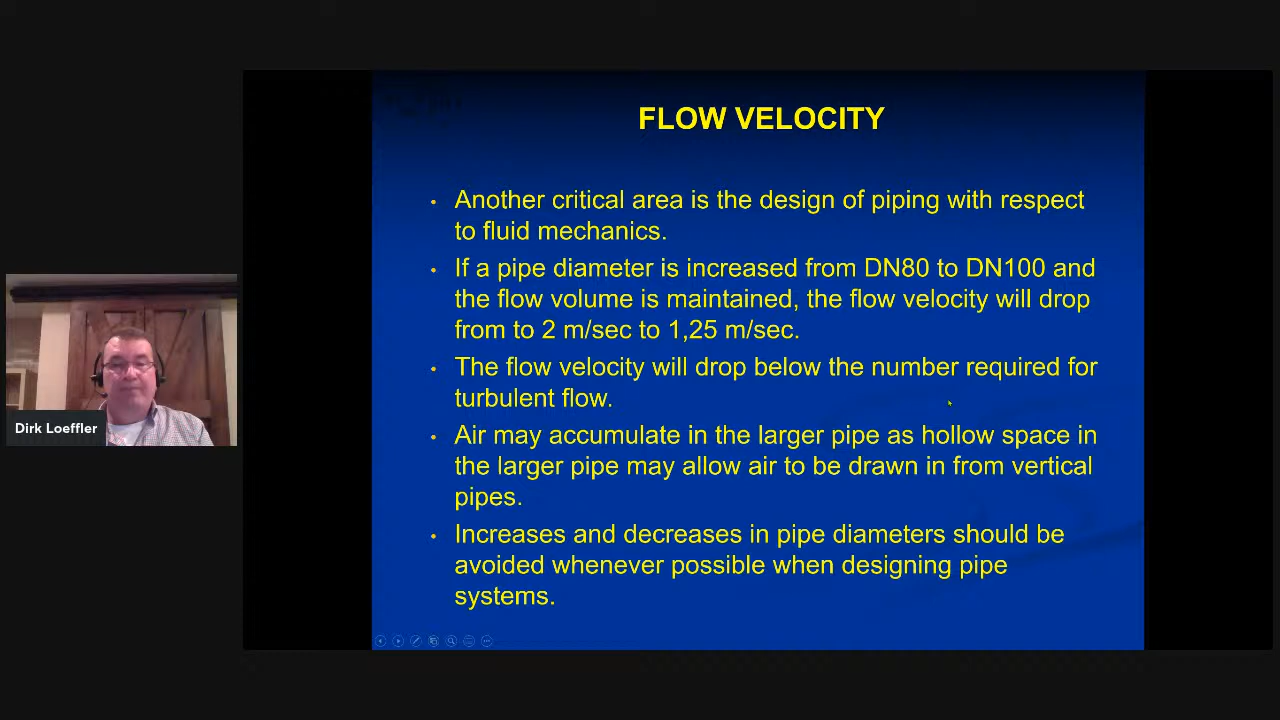 FLOW VELOCITY
• Another critical area is the design of piping with respect
to fluid mechanics.
• If a pipe diameter is increased from DN80 to DN100 and
the flow volume is maintained, the flow velocity will drop
from to 2 m/sec to 1,25 m/sec.
• The flow velocity will drop below the number required for
turbulent flow.
• Air may accumulate in the larger pipe as hollow space in
the larger pipe may allow air to be drawn in from vertical
pipes.
• Increases and decreases in pipe diameters should be
avoided whenever possible when designing pipe
systems.
Dirk Loeffler